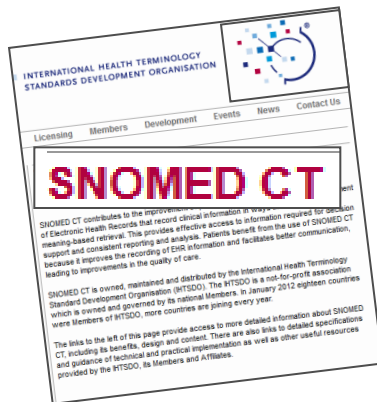 INTERNATIONAL HEALTH TERMINOLOGY
STANDARDS DEVELOPMENT ORGANISATION
®
Licensing Members Development Events News Contact Us
SNOMED CT
SNOMED CT contributes to the improvement
of Electronic Health Records that record clinical information in ways
meaning-based retrieval. This provides effective access to information required for decision
support and consistent reporting and analysis. Patients benefit from the use of SNOMED CT
because it improves the recording of EHR information and facilitates better communication,
leading to improvements in the quality of care.
SNOMED CT is owned, maintained and distributed by the International Health Terminology
Standard Development Organisation (IHTSDO). The IHTSDO is a not-for-profit association
which is owned and governed by its national Members. In January 2012 eighteen countries
were Members of IHTSDO, more countries are joining every year.
The links to the left of this page provide access to more detailed information about SNOMED
CT, including its benefits, design and content. There are also links to detailed specifications
and guidance of technical and practical implementation as well as other useful resources
provided by the IHTSDO, its Members and Affiliates.